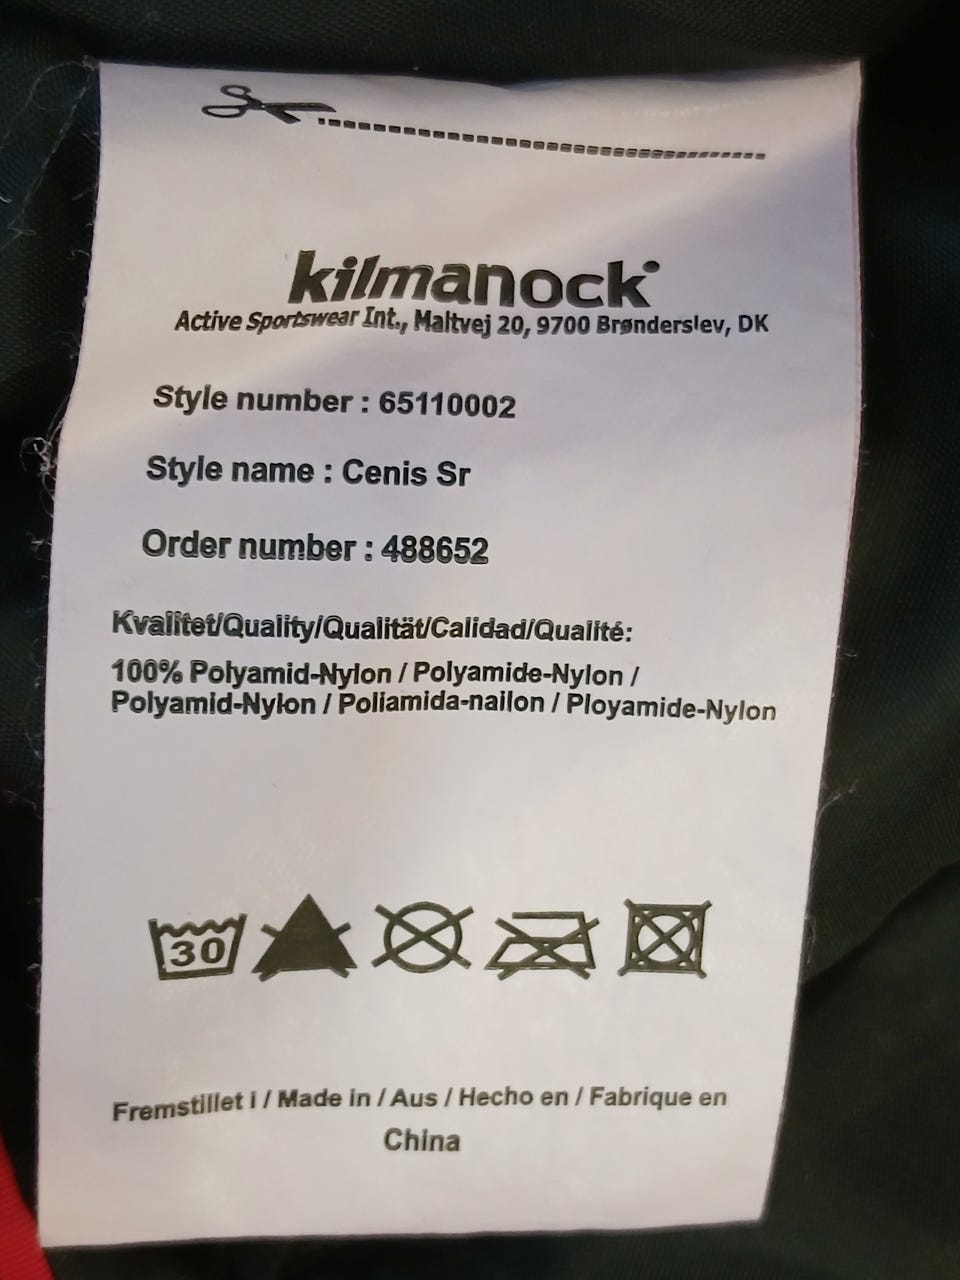 kilmanock
Active Sportswear Int., Maltvej 20, 9700 Brønderslev, DK
Style number : 65110002
Style name : Cenis Sr
Order number : 488652
Kvalitet/Quality/Qualität/Calidad/Qualité:
100% Polyamid-Nylon / Polyamide-Nylon /
Polyamid-Nylon / Poliamida-nailon / Ployamide-Nylon
30
Fremstillet i / Made in / Aus / Hecho en / Fabrique en
China